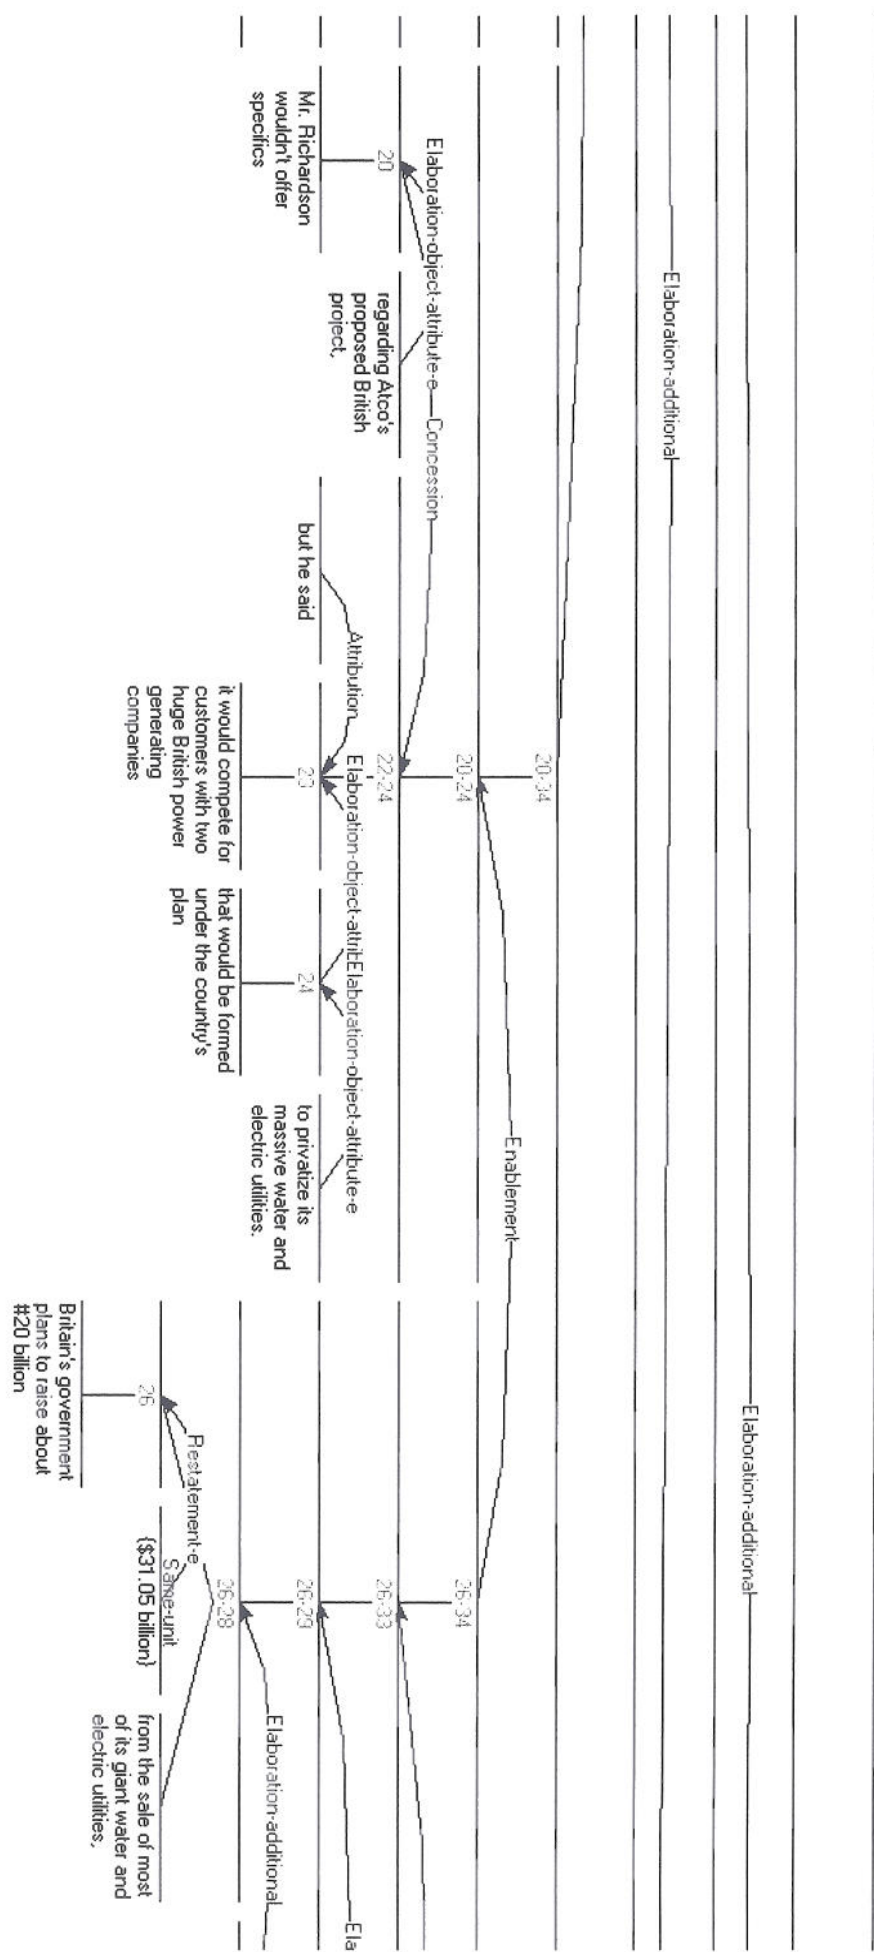 Elaboration-additional
Elaboration-additional
20-34
Enablement
20-24
26-34
Elaboration-object-attribute-e
Concession
22-24
26-33
20
Mr. Richardson
wouldn't offer
specifics
regarding Atco's
proposed British
project,
but he said
Attribution
Elaboration-object-attrib
Elaboration-object-attribute-e
23
24
26-29
Ela
it would compete for
customers with two
huge British power
generating
companies
that would be formed
under the country's
plan
to privatize its
massive water and
electric utilities.
Elaboration-additional
26-28
Restatement-e
Same-unit
26
Britain's government
plans to raise about
#20 billion
{$31.05 billion}
from the sale of most
of its giant water and
electric utilities,